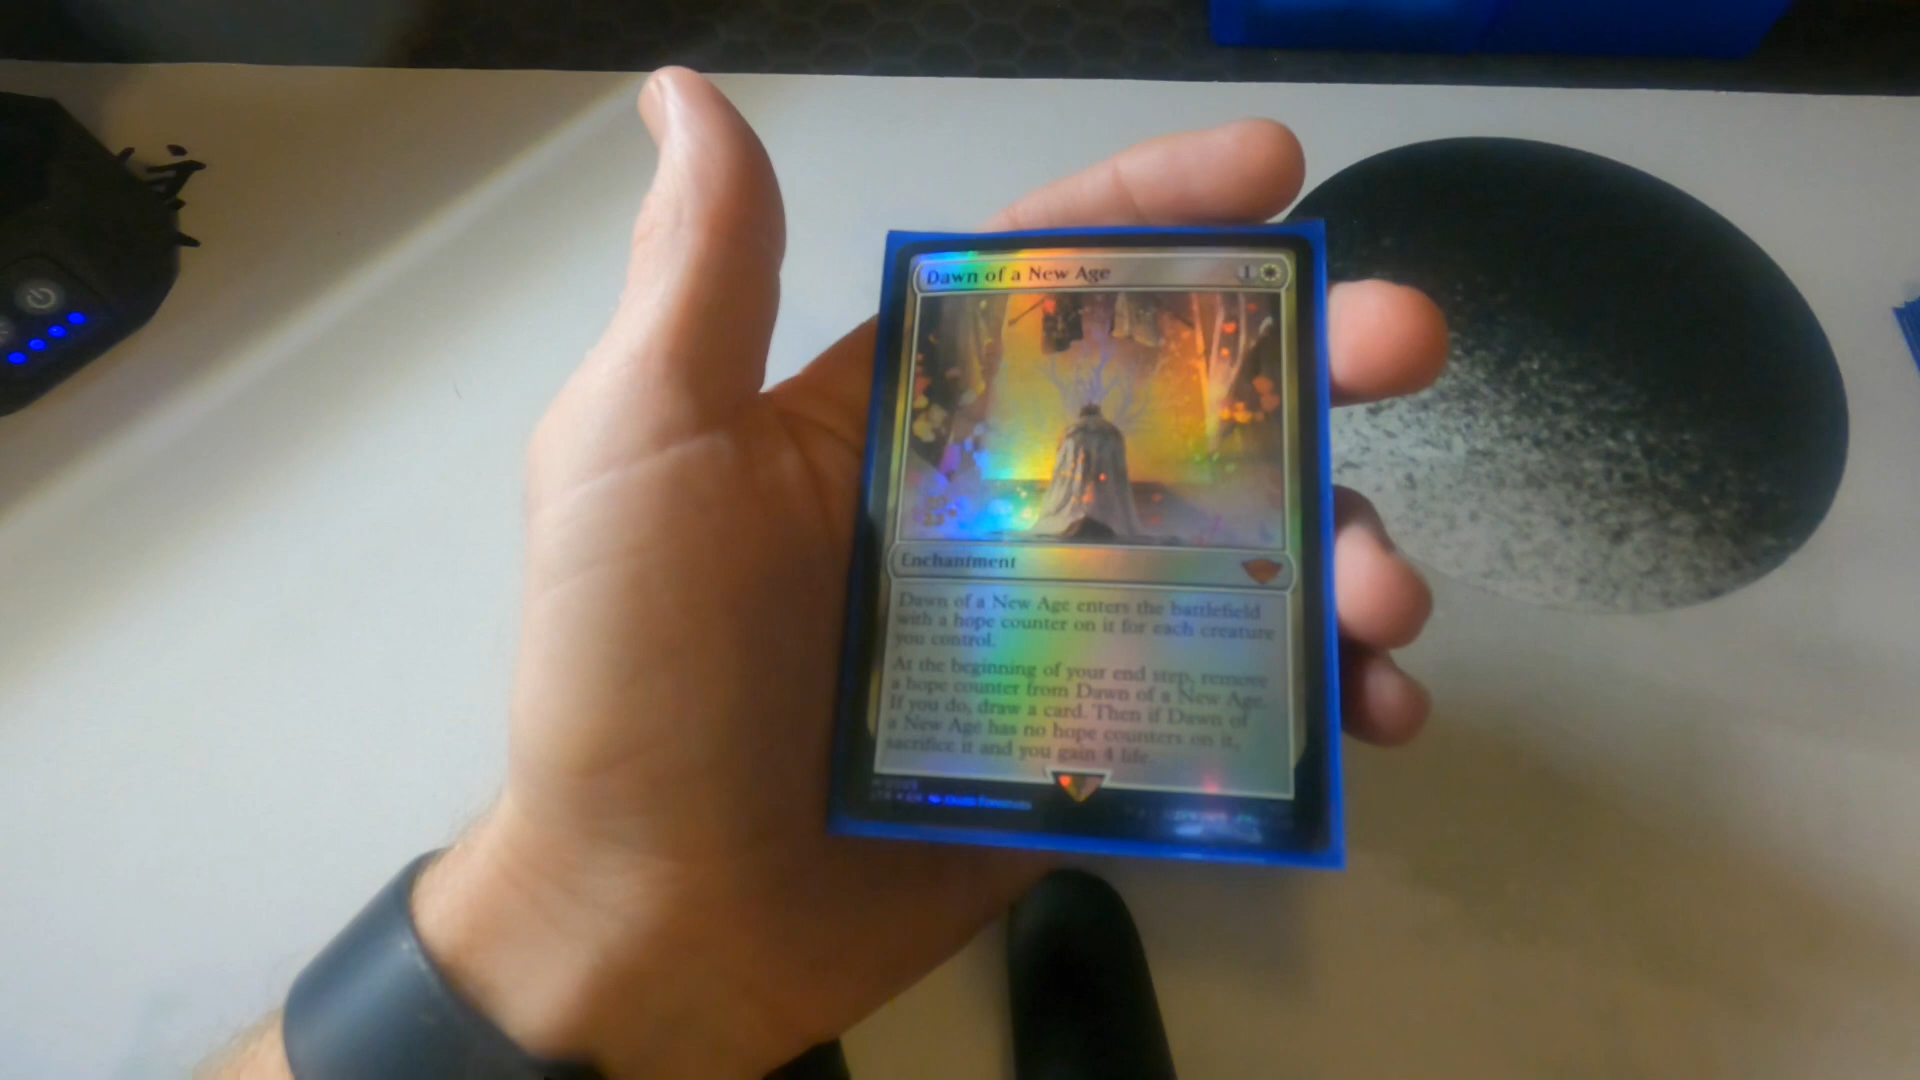 Dawn of a New Age 1
Enchantment
Dawn of a New Age enters the battlefield
with a hope counter on it for each creature
you control.
At the beginning of your end step, remove
a hope counter from Dawn of a New Age.
If you do, draw a card. Then if Dawn of
a New Age has no hope counters on it,
sacrifice it and you gain 4 life.